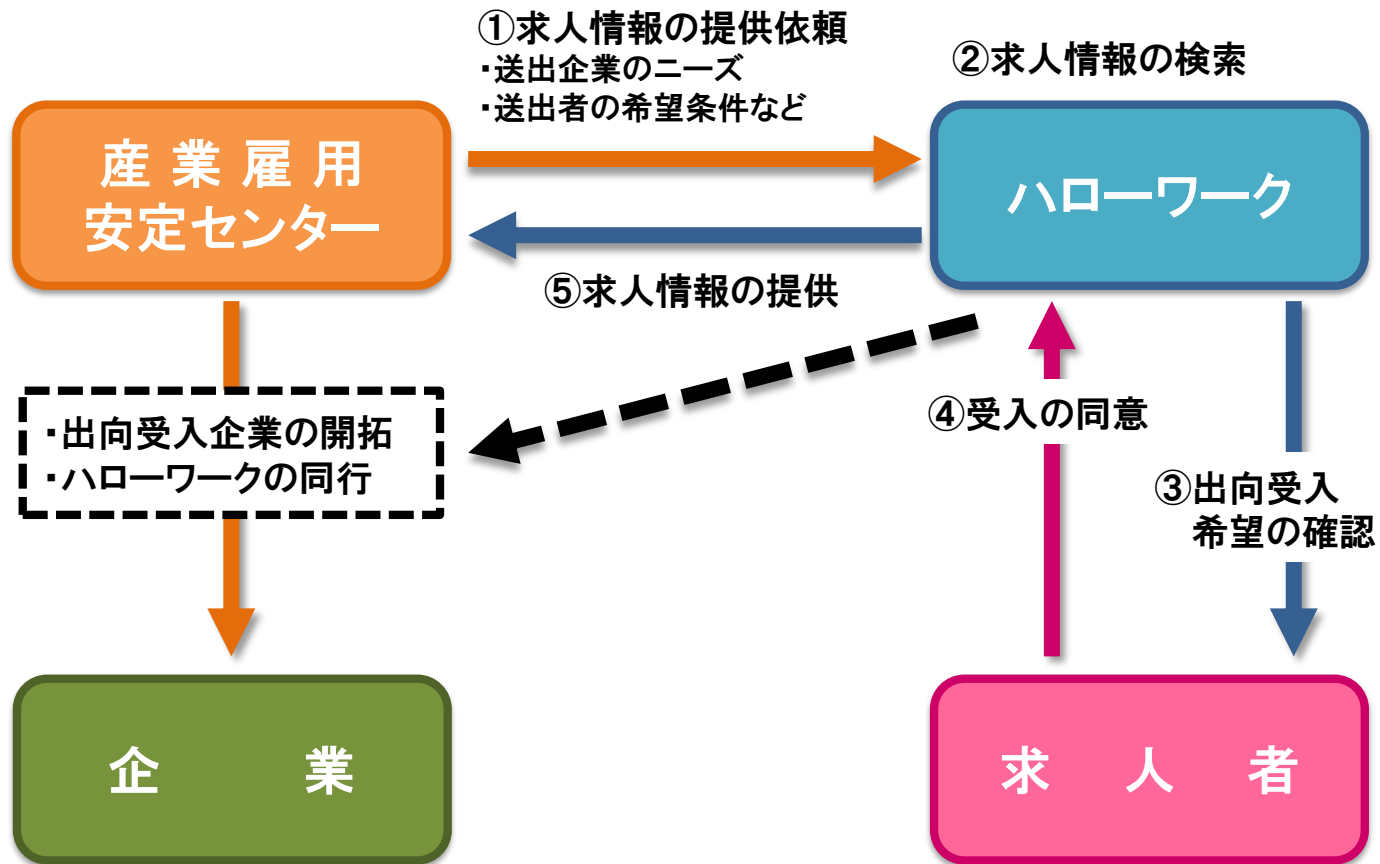 ①求人情報の提供依頼
・送出企業のニーズ
・送出者の希望条件など
②求人情報の検索
産業雇用
安定センター
ハローワーク
⑤求人情報の提供
・出向受入企業の開拓
・ハローワークの同行
④受入の同意
③出向受入
希望の確認
企業
求人者